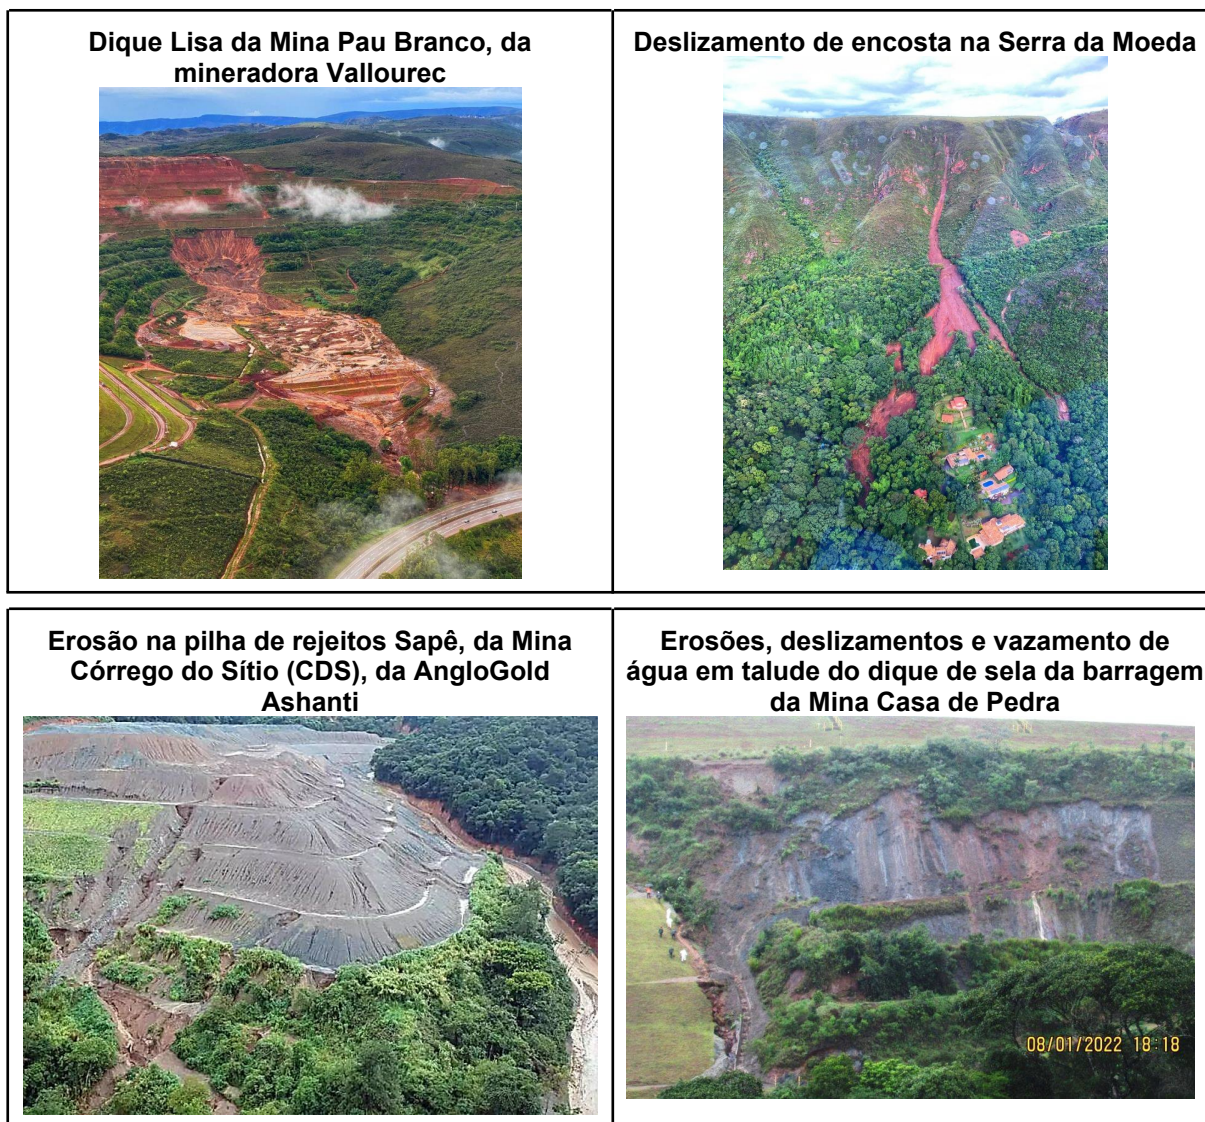 Dique Lisa da Mina Pau Branco, da
mineradora Vallourec
Deslizamento de encosta na Serra da Moeda
Erosão na pilha de rejeitos Sapê, da Mina
Córrego do Sítio (CDS), da AngloGold
Ashanti
Erosões, deslizamentos e vazamento de
água em talude do dique de sela da barragem
da Mina Casa de Pedra
08/01/2022 18:18